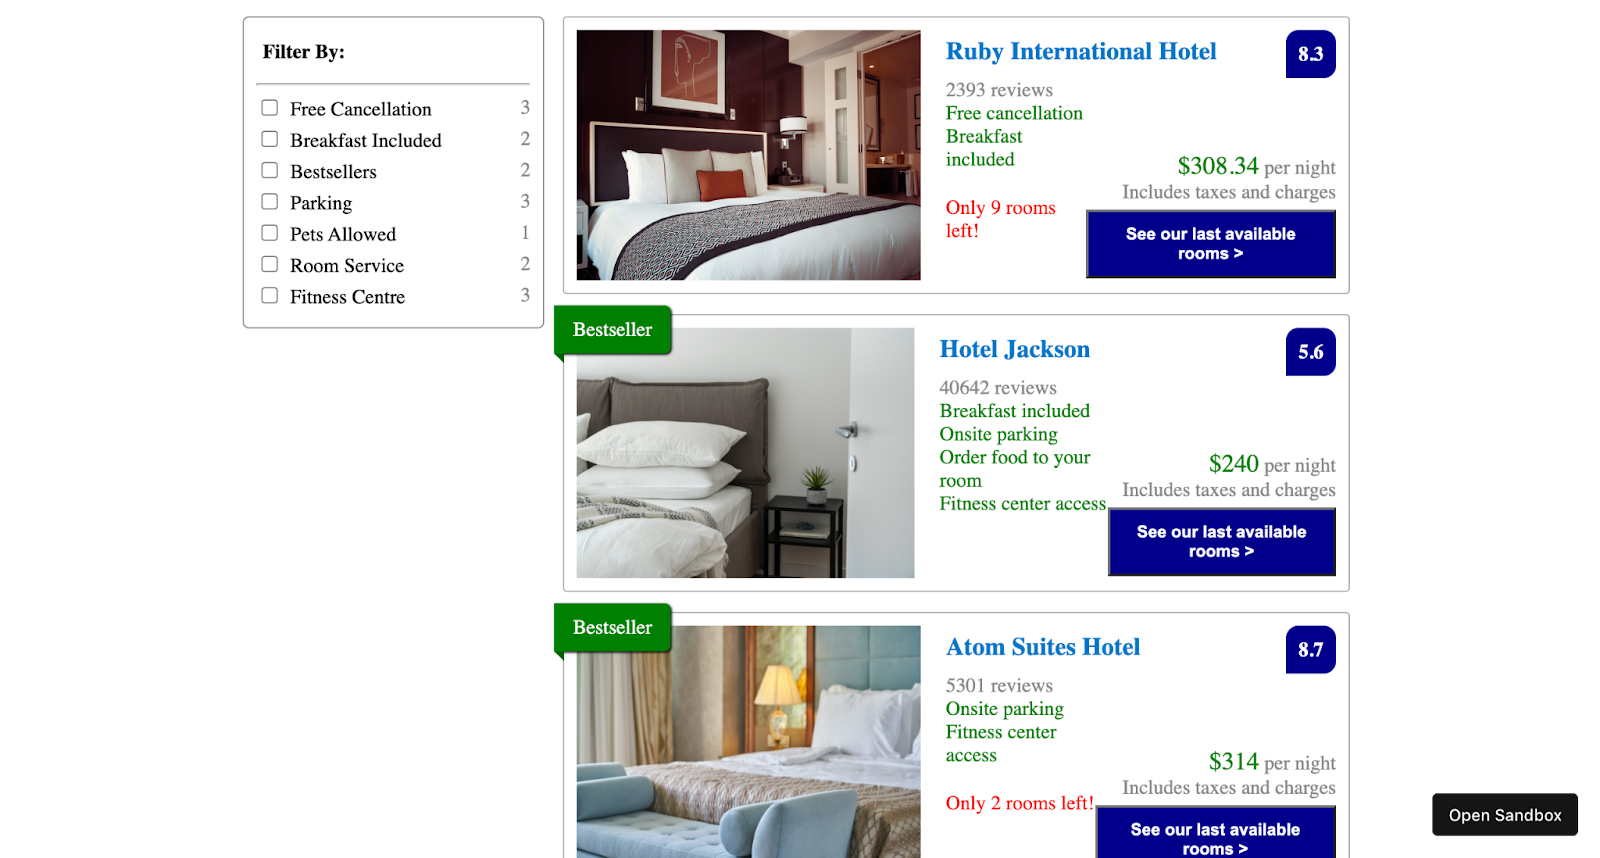 Filter By:
Free Cancellation 3
Breakfast Included 2
Bestsellers 2
Parking 3
Pets Allowed 1
Room Service 2
Fitness Centre 3
Ruby International Hotel
8.3
2393 reviews
Free cancellation
Breakfast
included
Only 9 rooms
left!
$308.34 per night
Includes taxes and charges
See our last available
rooms >
Bestseller
Hotel Jackson
5.6
40642 reviews
Breakfast included
Onsite parking
Order food to your
room
Fitness center access
$240 per night
Includes taxes and charges
See our last available
rooms >
Bestseller
Atom Suites Hotel
8.7
5301 reviews
Onsite parking
Fitness center
access
Only 2 rooms left!
$314 per night
Includes taxes and charges
See our last available
rooms >
Open Sandbox